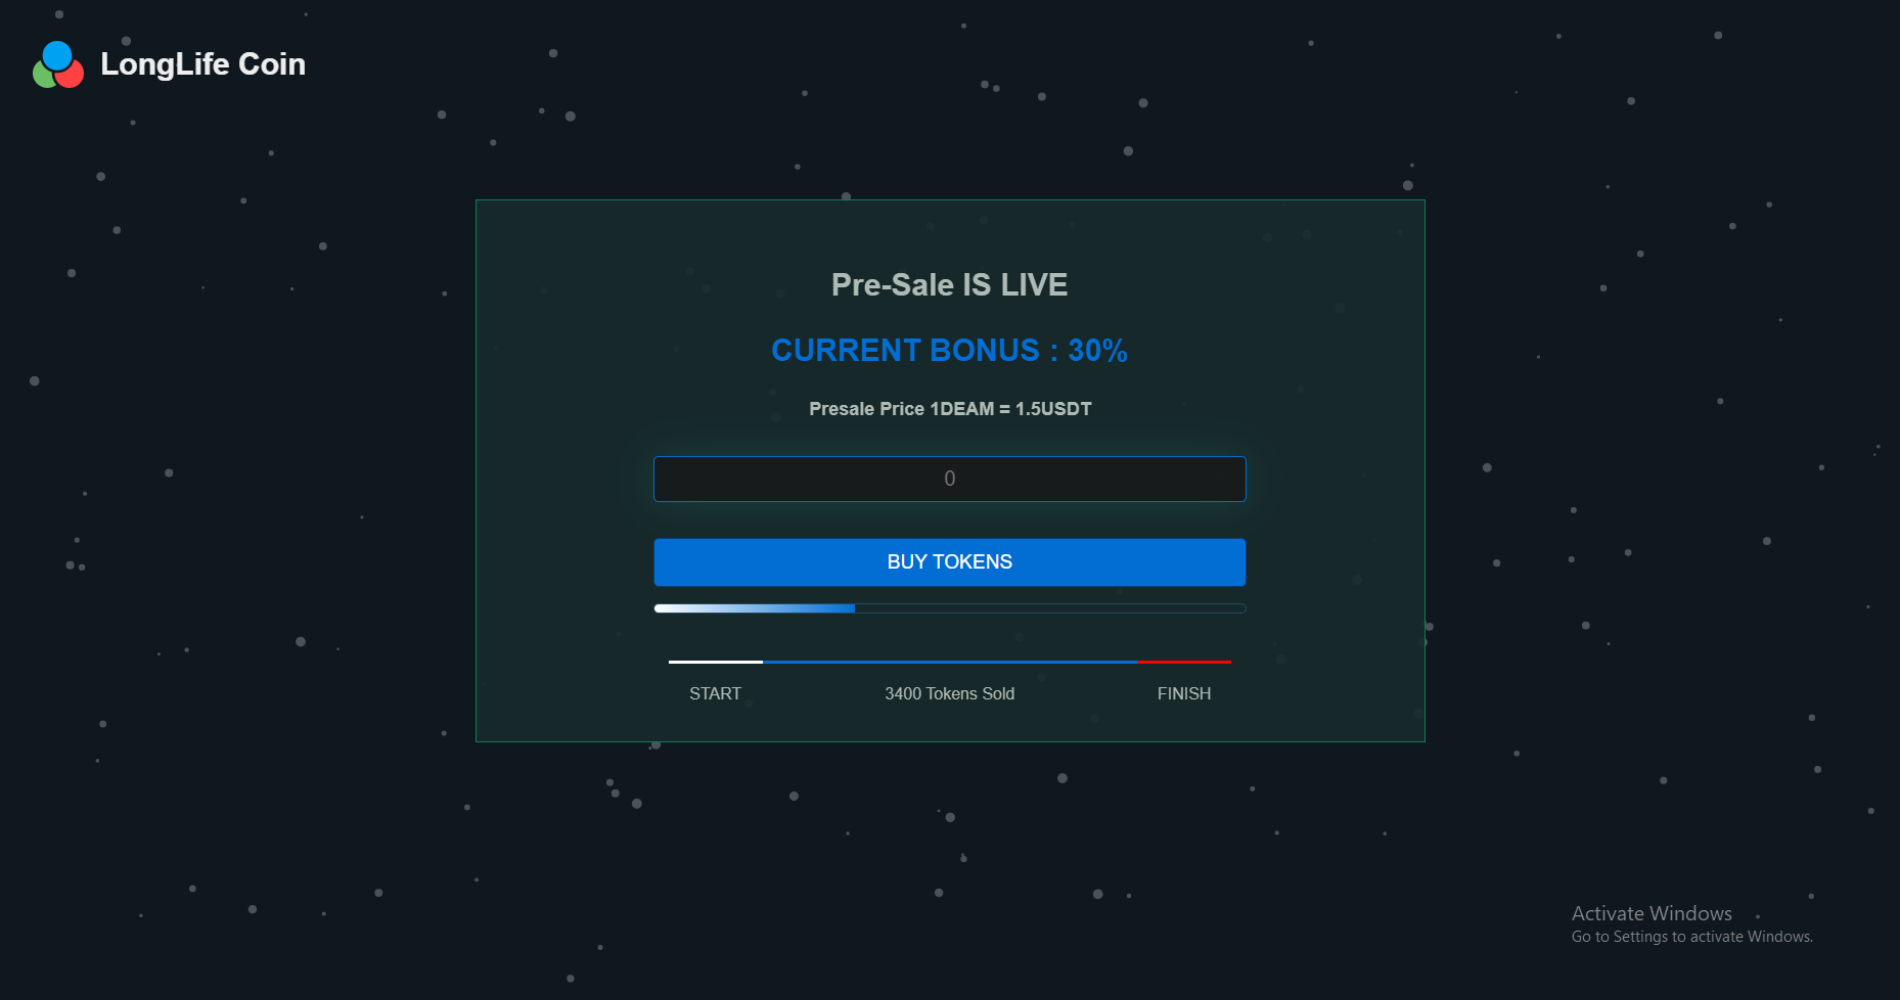 LongLife Coin
Pre-Sale IS LIVE
CURRENT BONUS : 30%
Presale Price 1DEAM = 1.5USDT
0
BUY TOKENS
START 3400 Tokens Sold FINISH
Activate Windows
Go to Settings to activate Windows.